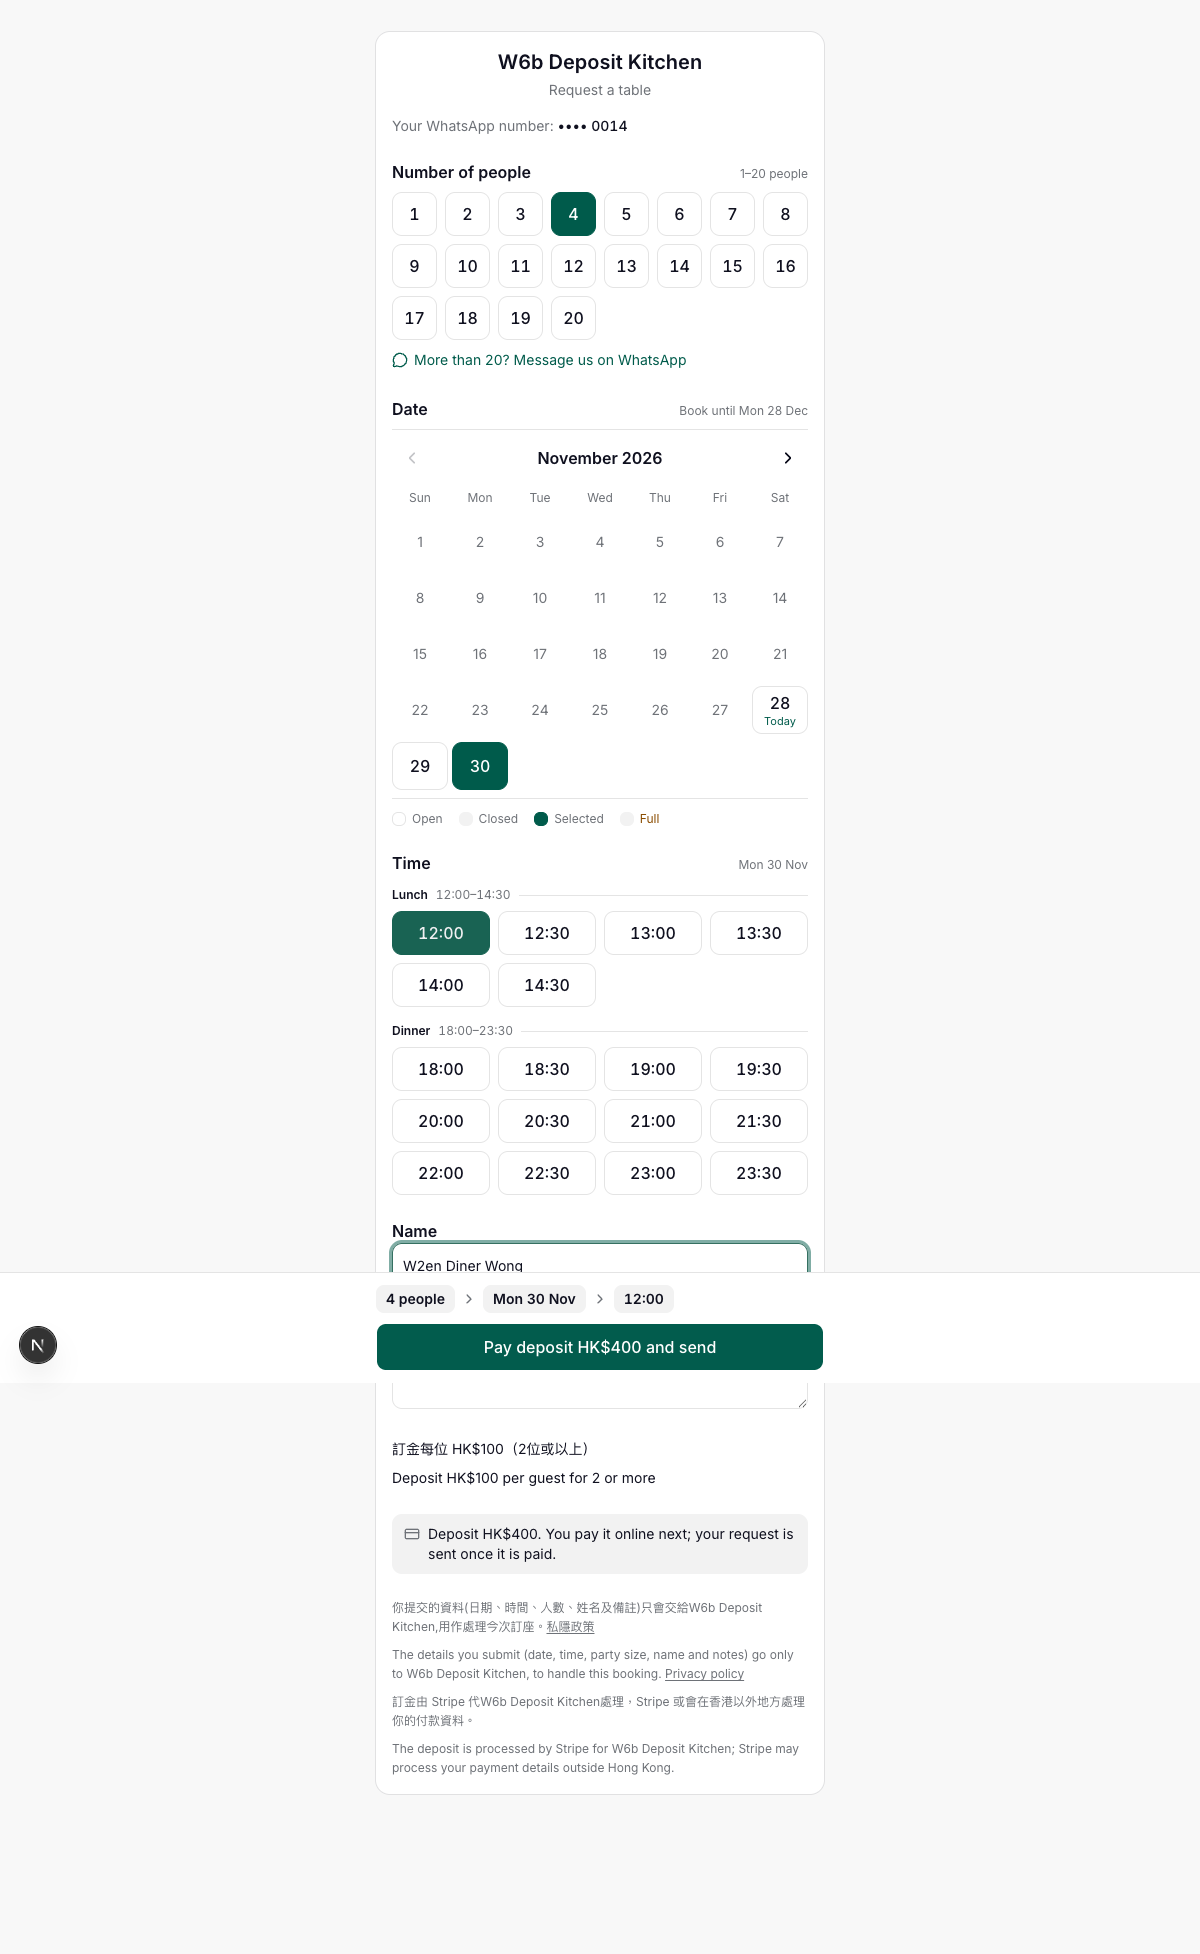 W6b Deposit Kitchen
Request a table
Your WhatsApp number: •••• 0014
Number of people 1–20 people
1 2 3 4 5 6 7 8
9 10 11 12 13 14 15 16
17 18 19 20
More than 20? Message us on WhatsApp
Date Book until Mon 28 Dec
November 2026
Sun Mon Tue Wed Thu Fri Sat
1 2 3 4 5 6 7
8 9 10 11 12 13 14
15 16 17 18 19 20 21
22 23 24 25 26 27 28
Today
29 30
Open Closed Selected Full
Time Mon 30 Nov
Lunch 12:00–14:30
12:00 12:30 13:00 13:30
14:00 14:30
Dinner 18:00–23:30
18:00 18:30 19:00 19:30
20:00 20:30 21:00 21:30
22:00 22:30 23:00 23:30
Name
W2en Diner Wong
4 people Mon 30 Nov 12:00
N
Pay deposit HK$400 and send
訂金每位 HK$100（2位或以上）
Deposit HK$100 per guest for 2 or more
Deposit HK$400. You pay it online next; your request is
sent once it is paid.
你提交的資料(日期、時間、人數、姓名及備註)只會交給W6b Deposit
Kitchen,用作處理今次訂座。私隱政策
The details you submit (date, time, party size, name and notes) go only
to W6b Deposit Kitchen, to handle this booking. Privacy policy
訂金由 Stripe 代W6b Deposit Kitchen處理，Stripe 或會在香港以外地方處理
你的付款資料。
The deposit is processed by Stripe for W6b Deposit Kitchen; Stripe may
process your payment details outside Hong Kong.